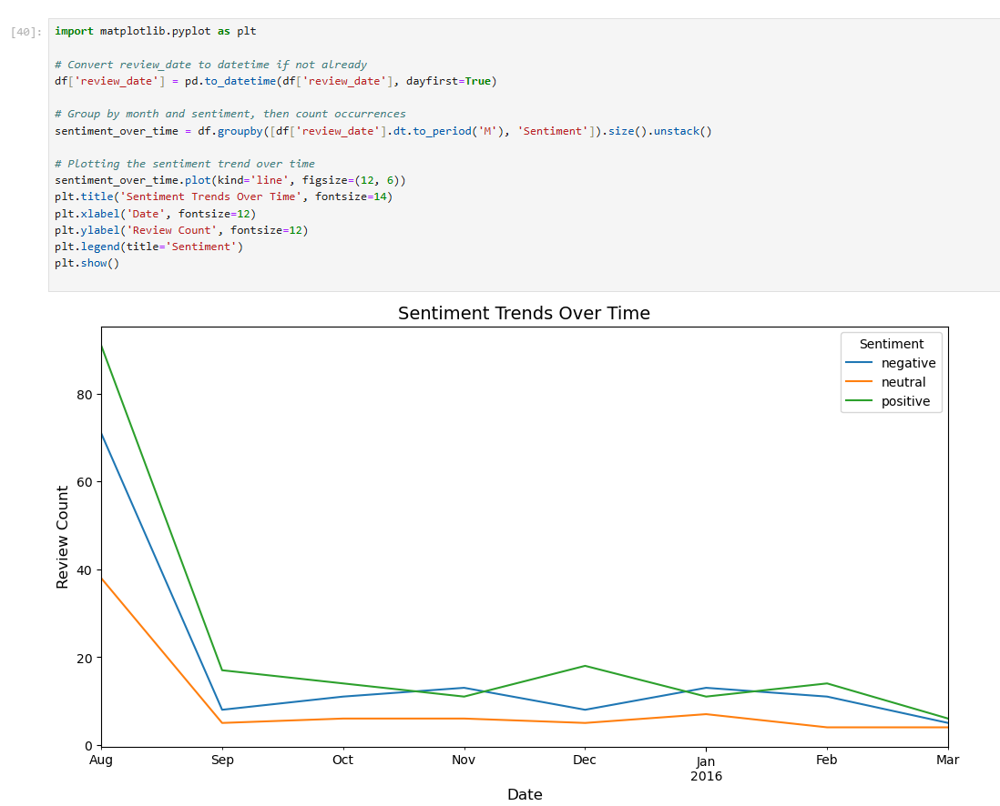 [40]:
import matplotlib.pyplot as plt
# Convert review_date to datetime if not already
df['review_date'] = pd.to_datetime(df['review_date'], dayfirst=True)
# Group by month and sentiment, then count occurrences
sentiment_over_time = df.groupby([df['review_date'].dt.to_period('M'), 'Sentiment']).size().unstack()
# Plotting the sentiment trend over time
sentiment_over_time.plot(kind='line', figsize=(12, 6))
plt.title('Sentiment Trends Over Time', fontsize=14)
plt.xlabel('Date', fontsize=12)
plt.ylabel('Review Count', fontsize=12)
plt.legend(title='Sentiment')
plt.show()
Sentiment Trends Over Time
Sentiment
negative
neutral
positive
80
60
40
20
0
Review Count
Aug Sep Oct Nov Dec Jan Feb Mar
2016
Date